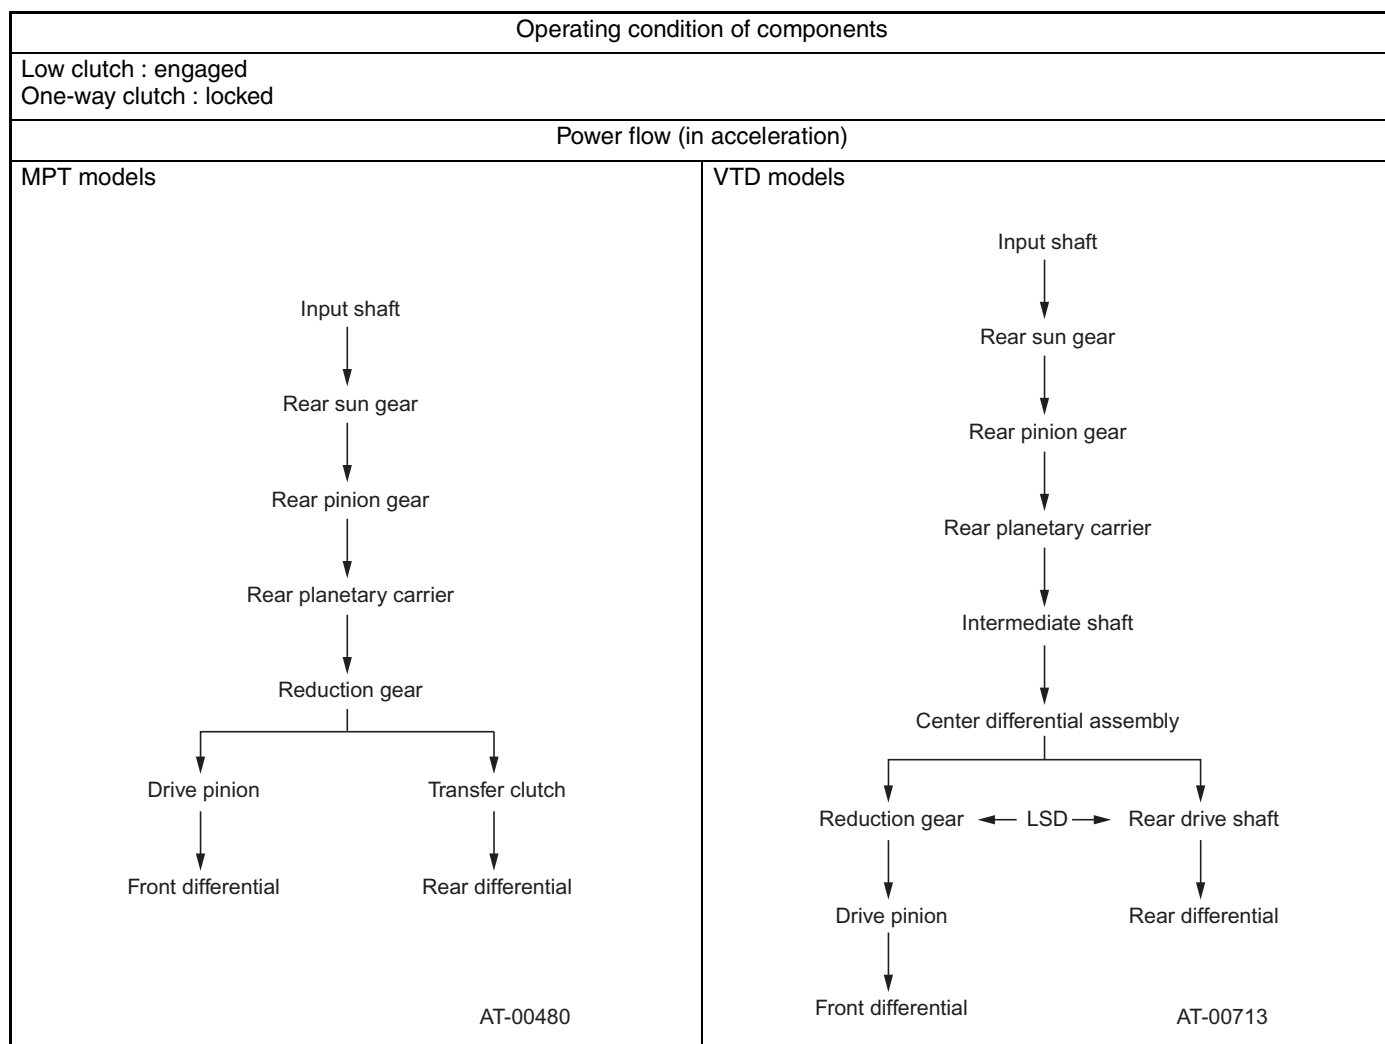 Operating condition of components
Low clutch : engaged
One-way clutch : locked
Power flow (in acceleration)
MPT models
Input shaft
Rear sun gear
Rear pinion gear
Rear planetary carrier
Reduction gear
Drive pinion
Transfer clutch
Front differential
Rear differential
AT-00480
VTD models
Input shaft
Rear sun gear
Rear pinion gear
Rear planetary carrier
Intermediate shaft
Center differential assembly
Reduction gear
LSD
Rear drive shaft
Drive pinion
Rear differential
Front differential
AT-00713